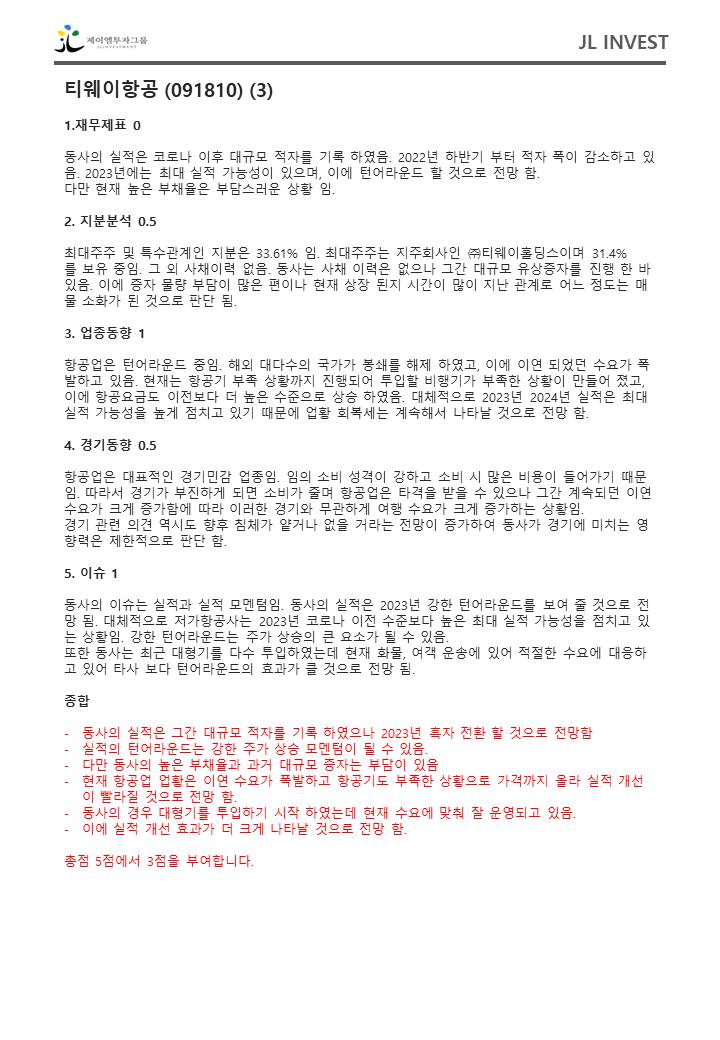 제이엘투자그룹
JLINVESTMENT
JL INVEST
티웨이항공 (091810) (3)
1.재무제표 0
동사의 실적은 코로나 이후 대규모 적자를 기록 하였음. 2022년 하반기 부터 적자 폭이 감소하고 있
음. 2023년에는 최대 실적 가능성이 있으며, 이에 턴어라운드 할 것으로 전망 함.
다만 현재 높은 부채율은 부담스러운 상황 임.
2. 지분분석 0.5
최대주주 및 특수관계인 지분은 33.61% 임. 최대주주는 지주회사인 ㈜티웨이홀딩스이며 31.4%
를 보유 중임. 그 외 사채이력 없음. 동사는 사채 이력은 없으나 그간 대규모 유상증자를 진행 한 바
있음. 이에 증자 물량 부담이 많은 편이나 현재 상장 된지 시간이 많이 지난 관계로 어느 정도는 매
물 소화가 된 것으로 판단 됨.
3. 업종동향 1
항공업은 턴어라운드 중임. 해외 대다수의 국가가 봉쇄를 해제 하였고, 이에 이연 되었던 수요가 폭
발하고 있음. 현재는 항공기 부족 상황까지 진행되어 투입할 비행기가 부족한 상황이 만들어 졌고,
이에 항공요금도 이전보다 더 높은 수준으로 상승 하였음. 대체적으로 2023년 2024년 실적은 최대
실적 가능성을 높게 점치고 있기 때문에 업황 회복세는 계속해서 나타날 것으로 전망 함.
4. 경기동향 0.5
항공업은 대표적인 경기민감 업종임. 임의 소비 성격이 강하고 소비 시 많은 비용이 들어가기 때문
임. 따라서 경기가 부진하게 되면 소비가 줄며 항공업은 타격을 받을 수 있으나 그간 계속되던 이연
수요가 크게 증가함에 따라 이러한 경기와 무관하게 여행 수요가 크게 증가하는 상황임.
경기 관련 의견 역시도 향후 침체가 얕거나 없을 거라는 전망이 증가하여 동사가 경기에 미치는 영
향력은 제한적으로 판단 함.
5. 이슈 1
동사의 이슈는 실적과 실적 모멘텀임. 동사의 실적은 2023년 강한 턴어라운드를 보여 줄 것으로 전
망 됨. 대체적으로 저가항공사는 2023년 코로나 이전 수준보다 높은 최대 실적 가능성을 점치고 있
는 상황임. 강한 턴어라운드는 주가 상승의 큰 요소가 될 수 있음.
또한 동사는 최근 대형기를 다수 투입하였는데 현재 화물, 여객 운송에 있어 적절한 수요에 대응하
고 있어 타사 보다 턴어라운드의 효과가 클 것으로 전망 됨.
종합
- 동사의 실적은 그간 대규모 적자를 기록 하였으나 2023년 흑자 전환 할 것으로 전망함
- 실적의 턴어라운드는 강한 주가 상승 모멘텀이 될 수 있음.
- 다만 동사의 높은 부채율과 과거 대규모 증자는 부담이 있음
- 현재 항공업 업황은 이연 수요가 폭발하고 항공기도 부족한 상황으로 가격까지 올라 실적 개선
이 빨라질 것으로 전망 함.
- 동사의 경우 대형기를 투입하기 시작 하였는데 현재 수요에 맞춰 잘 운영되고 있음.
- 이에 실적 개선 효과가 더 크게 나타날 것으로 전망 함.
총점 5점에서 3점을 부여합니다.